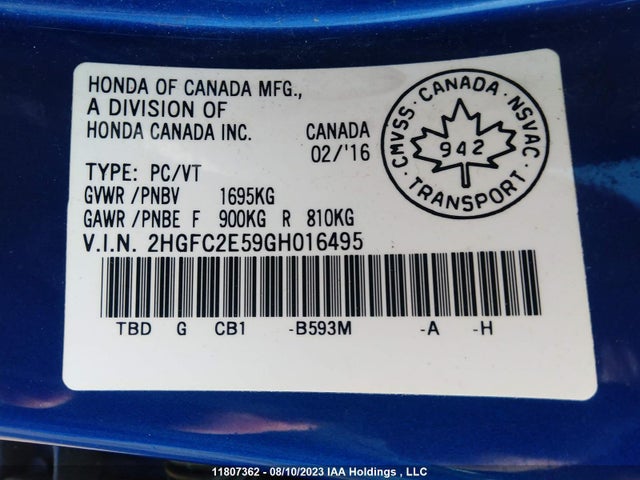 HONDA OF CANADA MFG.,
A DIVISION OF
HONDA CANADA INC.
CANADA
02/'16
TYPE: PC/VT
GVWR /PNBV 1695KG
GAWR /PNBE F 900KG R 810KG
V.I.N. 2HGFC2E59GH016495
TBD G CB1 -B593M -A -H
CMVSS · CANADA · NSVAC
942
· TRANSPORT ·
11807362 - 08/10/2023 IAA Holdings , LLC